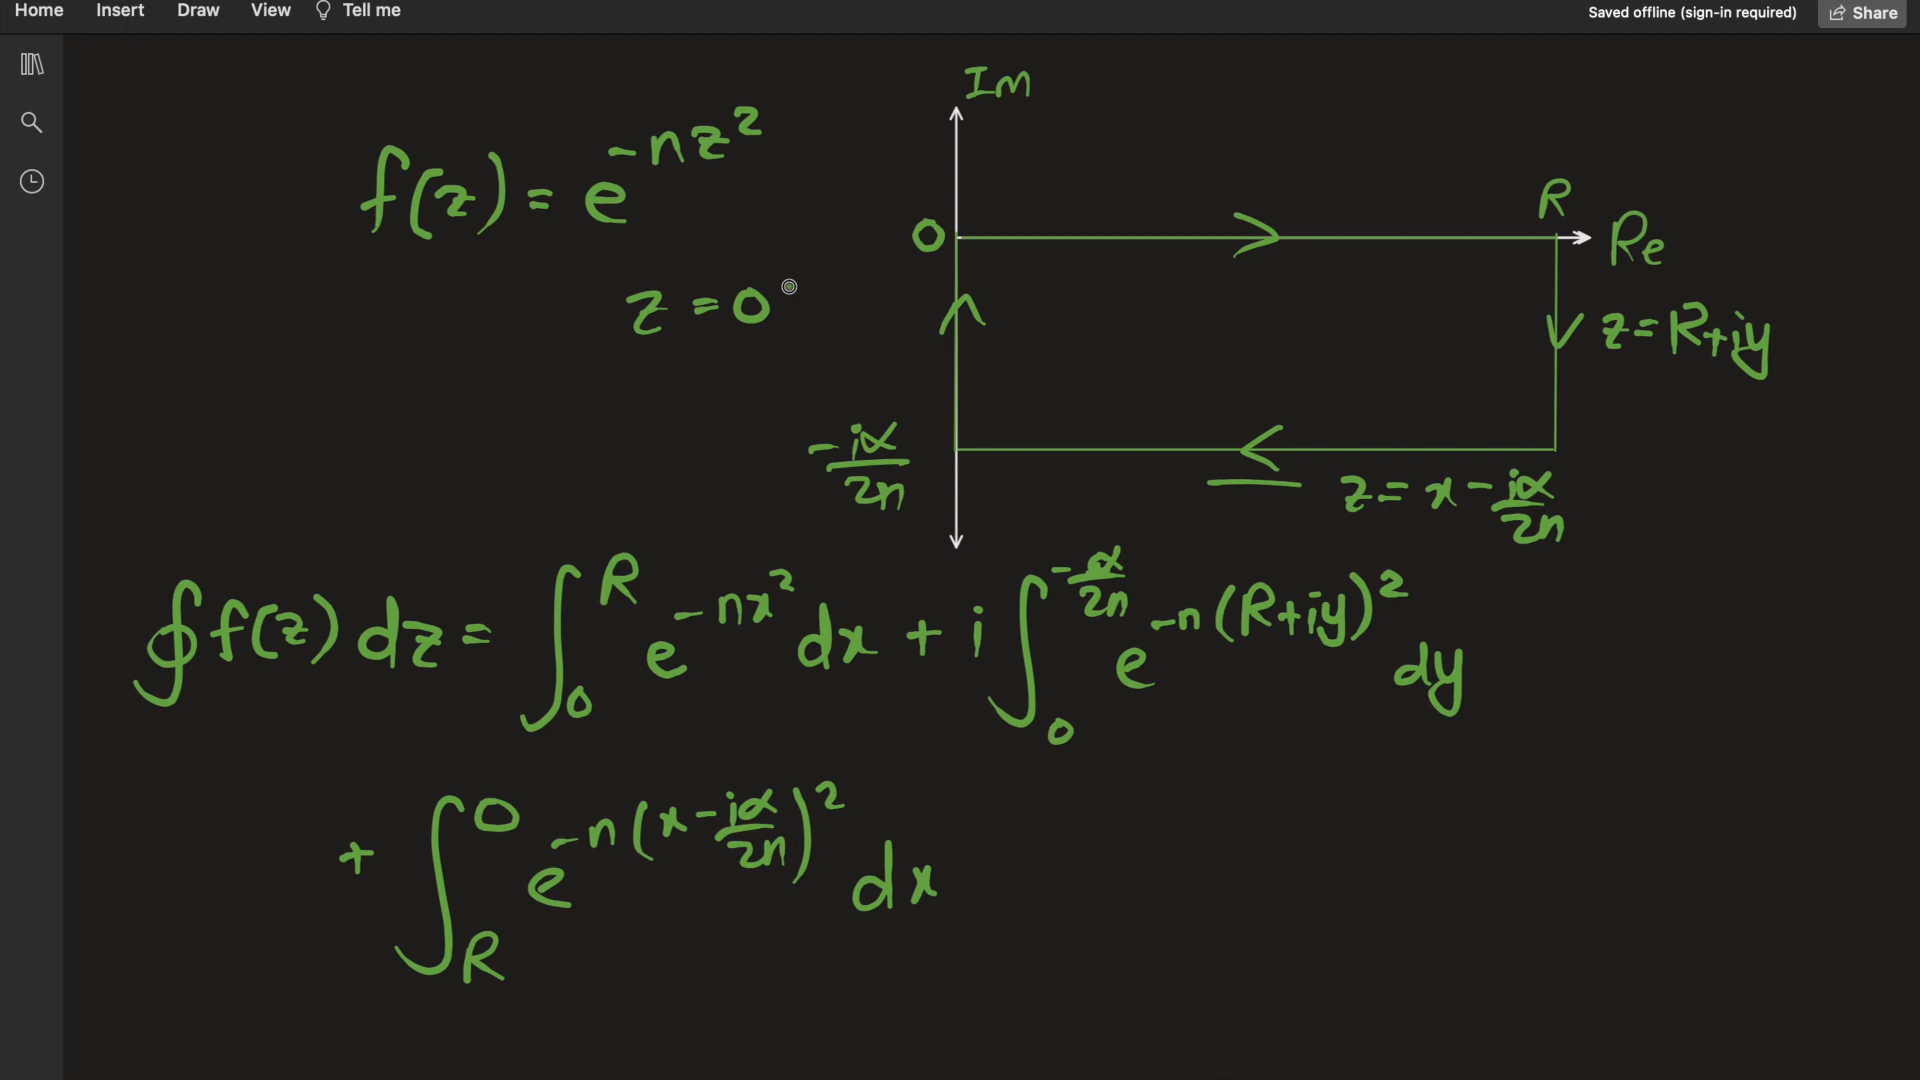 Home Insert Draw View Tell me
Saved offline (sign-in required) Share
Im
f(z) = e^{-nz^2}
0
R
Re
z = 0
z = R+iy
-iα/2n
z = x - iα/2n
∮f(z) dz = ∫_0^R e^{-nx^2} dx + i ∫_0^{-α/2n} e^{-n(R+iy)^2} dy
+ ∫_R^0 e^{-n(x - iα/2n)^2} dx